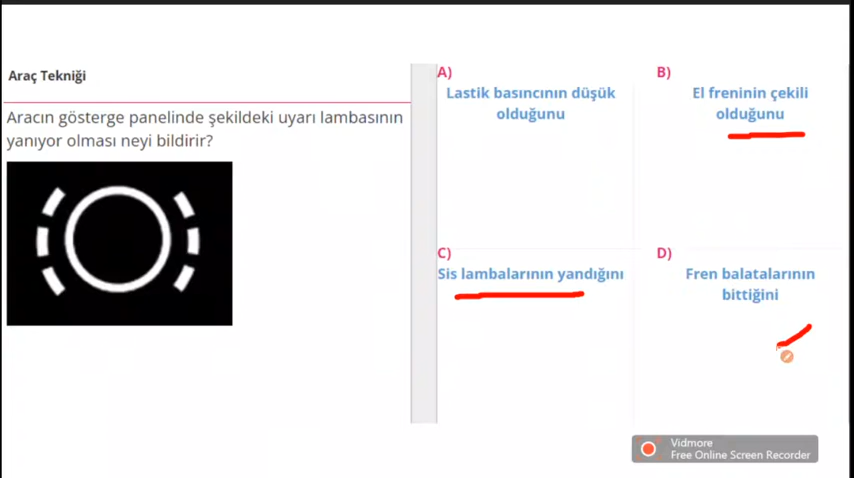 Araç Tekniği
Aracın gösterge panelinde şekildeki uyarı lambasının
yanıyor olması neyi bildirir?
A)
Lastik basıncının düşük
olduğunu
B)
El freninin çekili
olduğunu
C)
Sis lambalarının yandığını
D)
Fren balatalarının
bittiğini
Vidmore
Free Online Screen Recorder